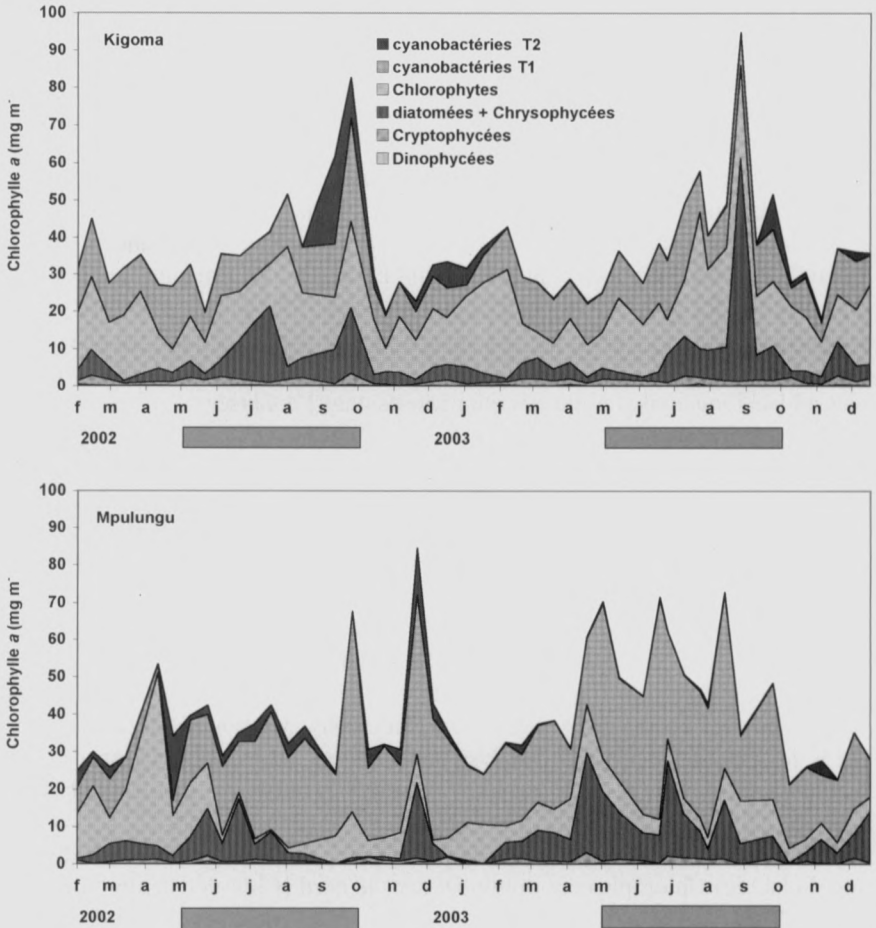 100
90
80
70
60
50
40
30
20
10
0
Chlorophylle a (mg m-
Kigoma
cyanobactéries T2
cyanobactéries T1
Chlorophytes
diatomées + Chrysophycées
Cryptophycées
Dinophycées
f m a m j j a s o n d j f m a m j j a s o n d
2002 2003
100
90
80
70
60
50
40
30
20
10
0
Chlorophylle a (mg m-
Mpulungu
f m a m j j a s o n d j f m a m j j a s o n d
2002 2003